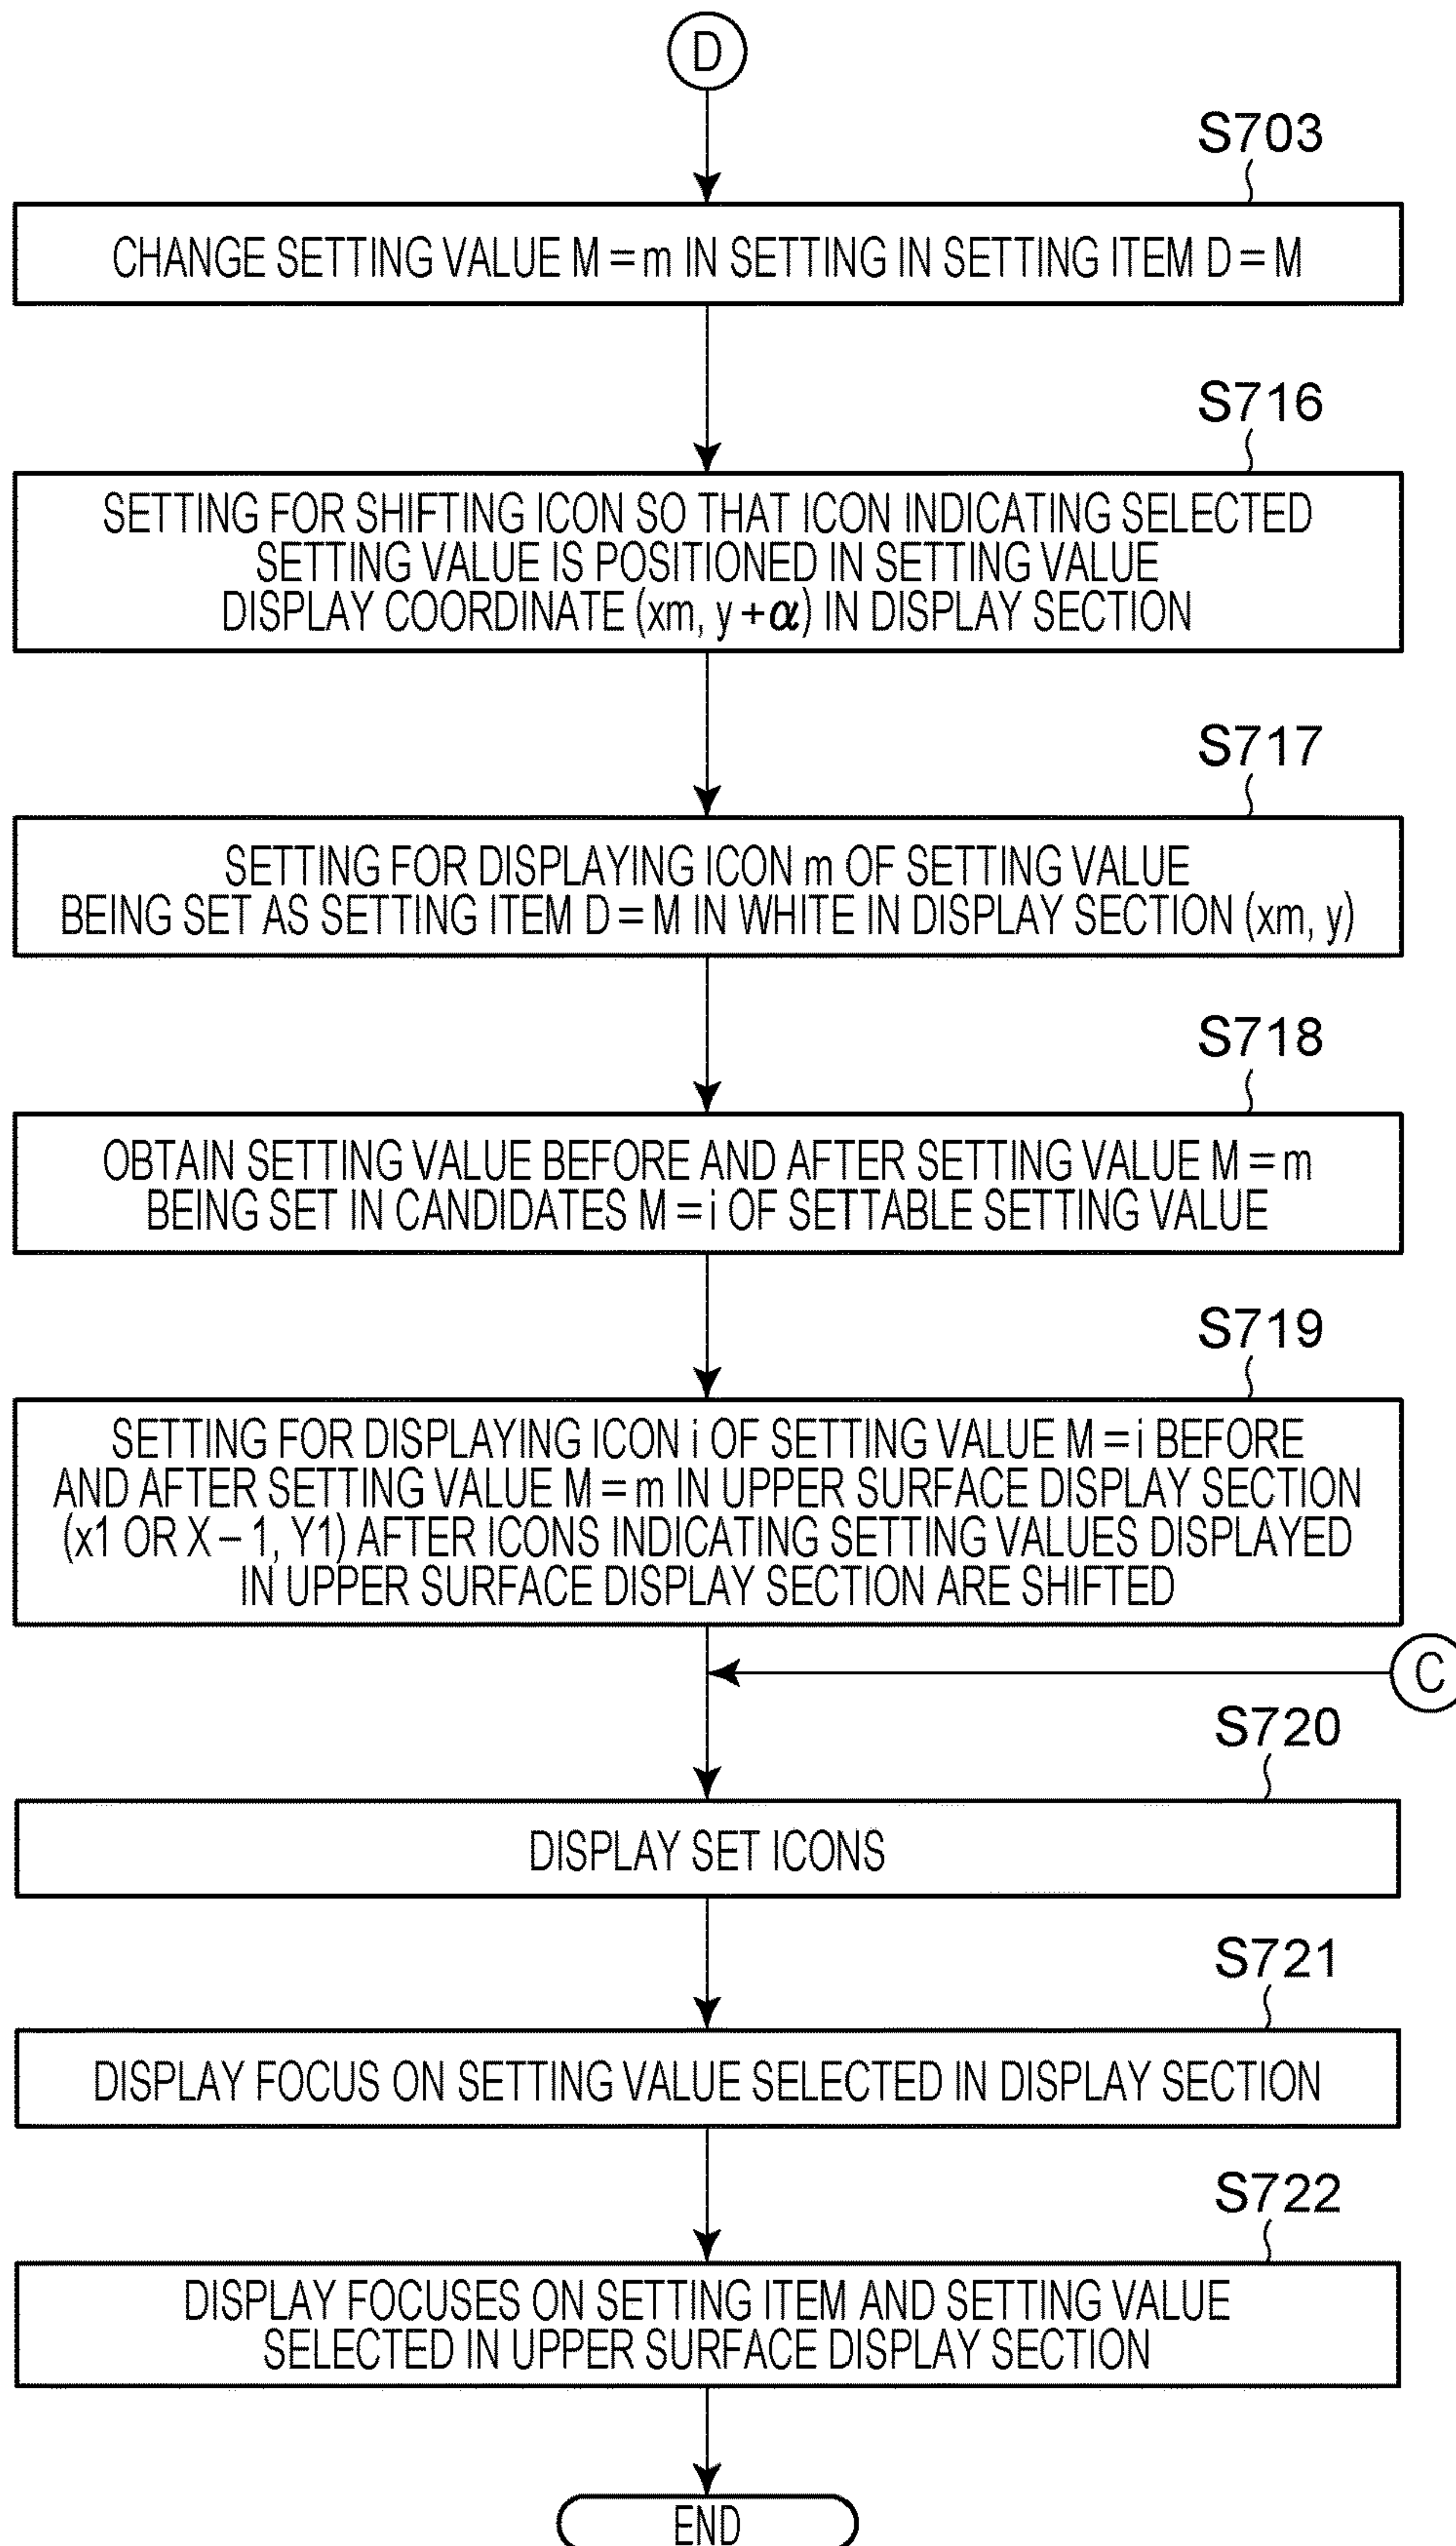 D
S703
CHANGE SETTING VALUE M = m IN SETTING IN SETTING ITEM D = M
S716
SETTING FOR SHIFTING ICON SO THAT ICON INDICATING SELECTED
SETTING VALUE IS POSITIONED IN SETTING VALUE
DISPLAY COORDINATE (xm, y + α) IN DISPLAY SECTION
S717
SETTING FOR DISPLAYING ICON m OF SETTING VALUE
BEING SET AS SETTING ITEM D = M IN WHITE IN DISPLAY SECTION (xm, y)
S718
OBTAIN SETTING VALUE BEFORE AND AFTER SETTING VALUE M = m
BEING SET IN CANDIDATES M = i OF SETTABLE SETTING VALUE
S719
SETTING FOR DISPLAYING ICON i OF SETTING VALUE M = i BEFORE
AND AFTER SETTING VALUE M = m IN UPPER SURFACE DISPLAY SECTION
(x1 OR X – 1, Y1) AFTER ICONS INDICATING SETTING VALUES DISPLAYED
IN UPPER SURFACE DISPLAY SECTION ARE SHIFTED
C
S720
DISPLAY SET ICONS
S721
DISPLAY FOCUS ON SETTING VALUE SELECTED IN DISPLAY SECTION
S722
DISPLAY FOCUSES ON SETTING ITEM AND SETTING VALUE
SELECTED IN UPPER SURFACE DISPLAY SECTION
END